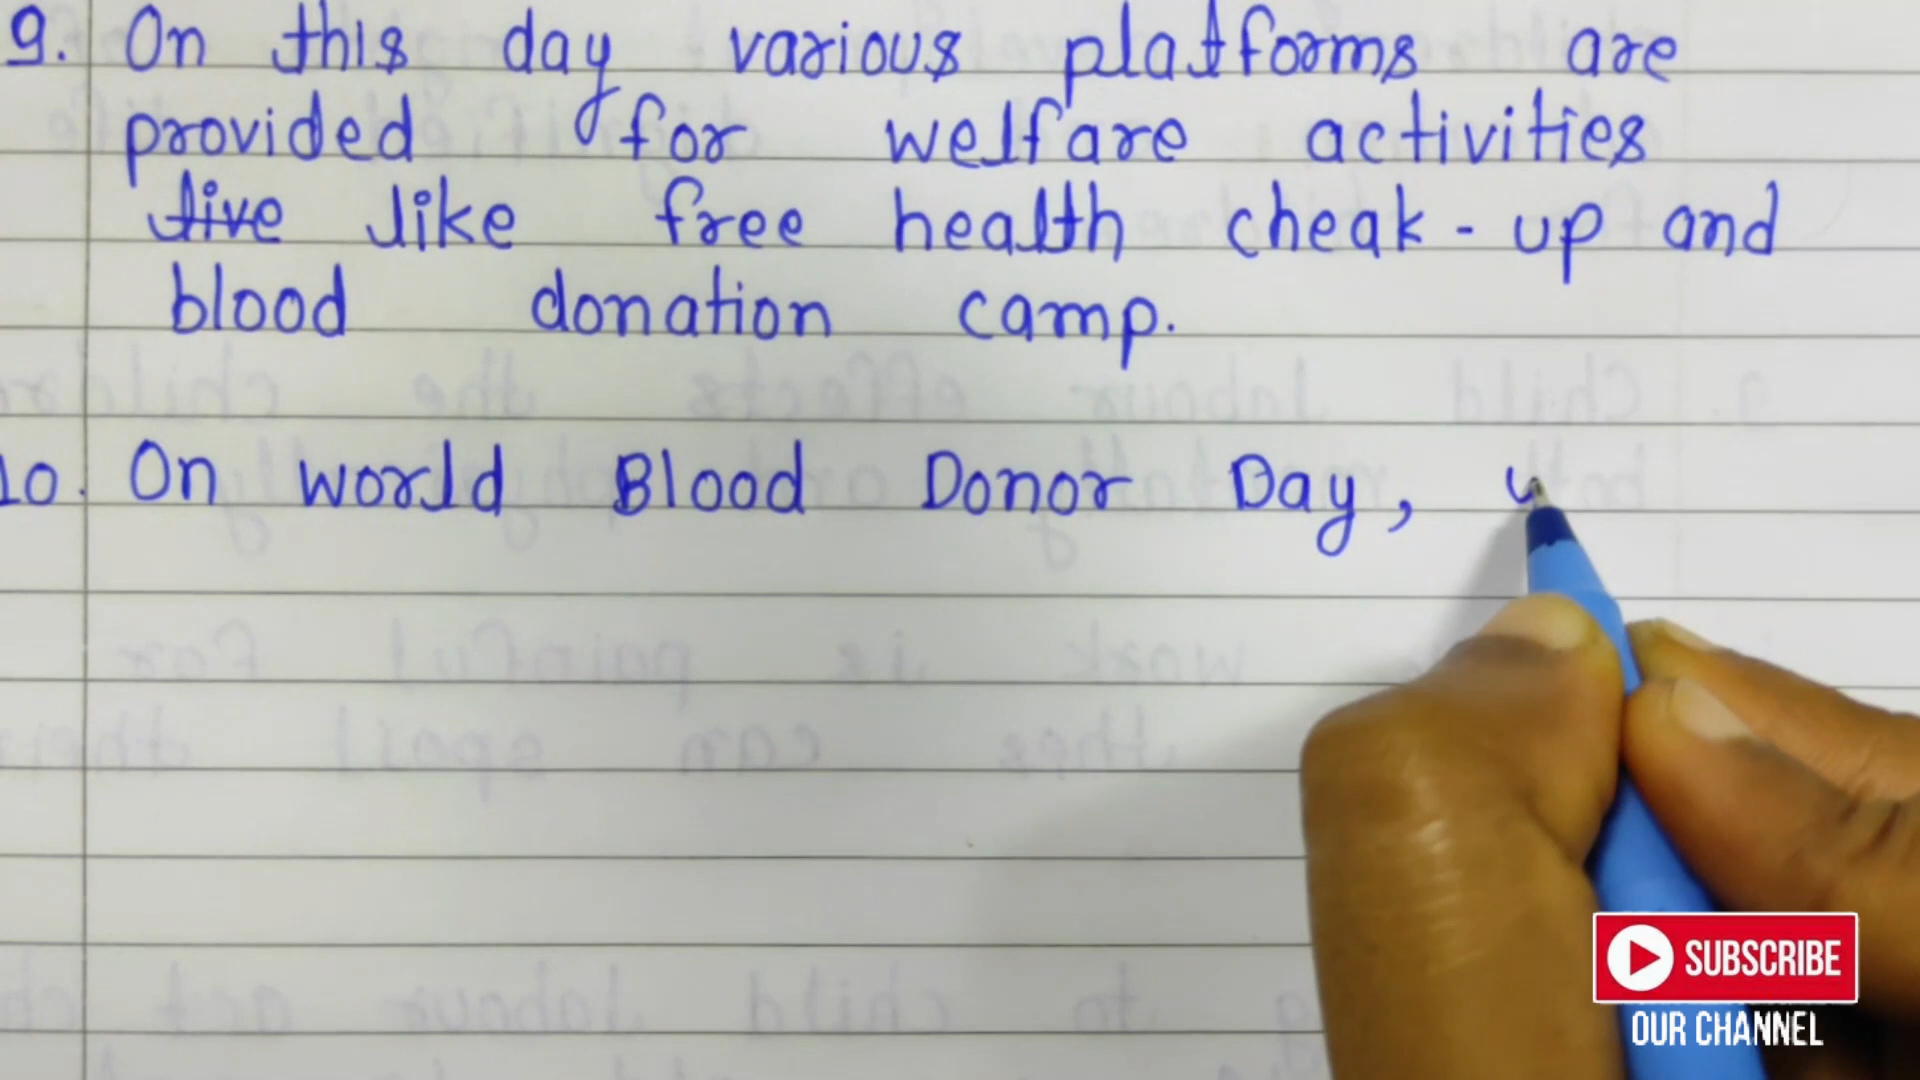 9. On this day various platforms are
provided for welfare activities
like free health cheak-up and
blood donation camp.
10. On world Blood Donor Day,
SUBSCRIBE
OUR CHANNEL